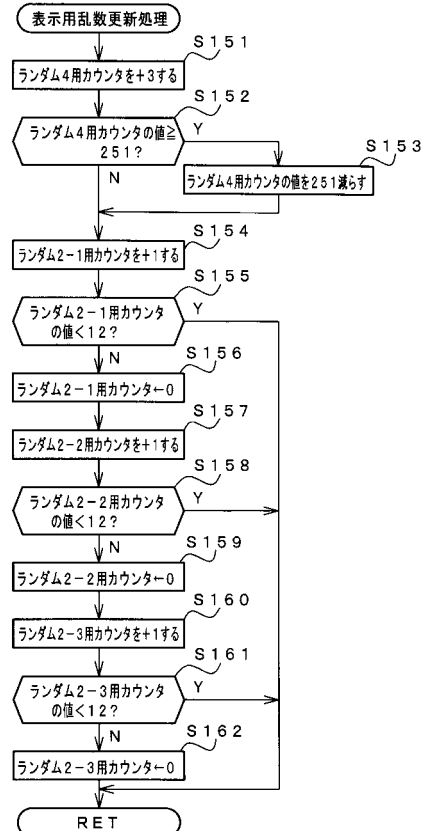 表示用乱数更新処理
S151
ランダム4用カウンタを+3する
S152
ランダム4用カウンタの値≧
251?
Y
N
S153
ランダム4用カウンタの値を251減らす
S154
ランダム2-1用カウンタを+1する
S155
ランダム2-1用カウンタ
の値<12?
Y
N
S156
ランダム2-1用カウンタ←0
S157
ランダム2-2用カウンタを+1する
S158
ランダム2-2用カウンタ
の値<12?
Y
N
S159
ランダム2-2用カウンタ←0
S160
ランダム2-3用カウンタを+1する
S161
ランダム2-3用カウンタ
の値<12?
Y
N
S162
ランダム2-3用カウンタ←0
RET